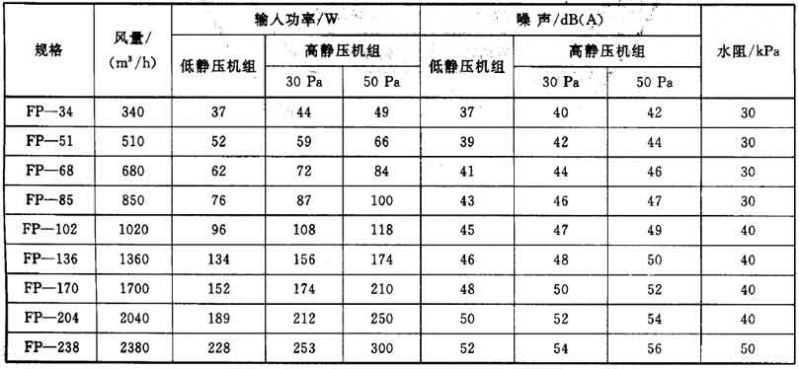 规格 风量/(m³/h) 输入功率/W 噪声/dB(A) 水阻/kPa
低静压机组 高静压机组 低静压机组 高静压机组
30 Pa 50 Pa 30 Pa 50 Pa
FP—34 340 37 44 49 37 40 42 30
FP—51 510 52 59 66 39 42 44 30
FP—68 680 62 72 84 41 44 46 30
FP—85 850 76 87 100 43 46 47 30
FP—102 1020 96 108 118 45 47 49 40
FP—136 1360 134 156 174 46 48 50 40
FP—170 1700 152 174 210 48 50 52 40
FP—204 2040 189 212 250 50 52 54 40
FP—238 2380 228 253 300 52 54 56 50